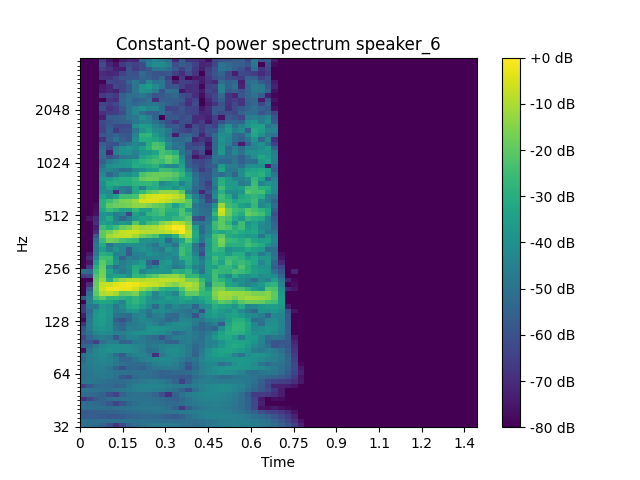 Constant-Q power spectrum speaker_6
Hz
2048
1024
512
256
128
64
32
0 0.15 0.3 0.45 0.6 0.75 0.9 1.1 1.2 1.4
Time
+0 dB
-10 dB
-20 dB
-30 dB
-40 dB
-50 dB
-60 dB
-70 dB
-80 dB